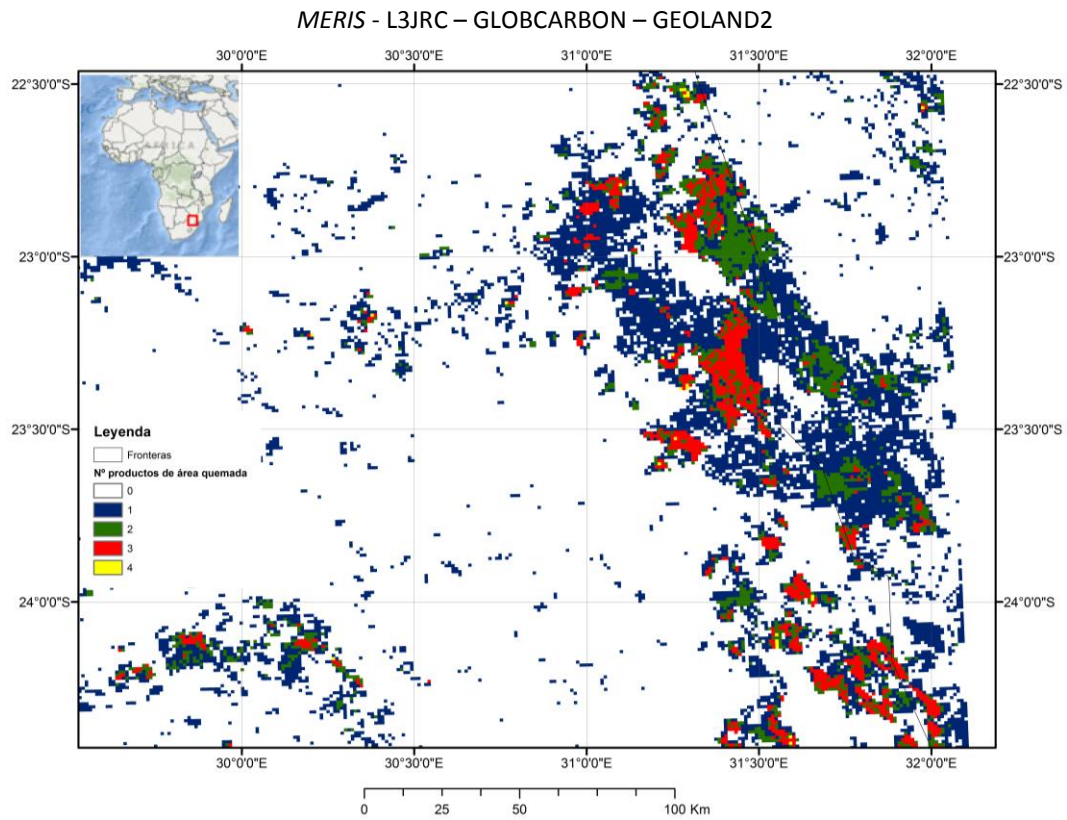 MERIS - L3JRC – GLOBCARBON – GEOLAND2
30°0'0"E 30°30'0"E 31°0'0"E 31°30'0"E 32°0'0"E
22°30'0"S 22°30'0"S
AFRICA
23°0'0"S 23°0'0"S
23°30'0"S 23°30'0"S
Leyenda
Fronteras
Nº productos de área quemada
0
1
2
3
4
24°0'0"S 24°0'0"S
30°0'0"E 30°30'0"E 31°0'0"E 31°30'0"E 32°0'0"E
0 25 50 100 Km